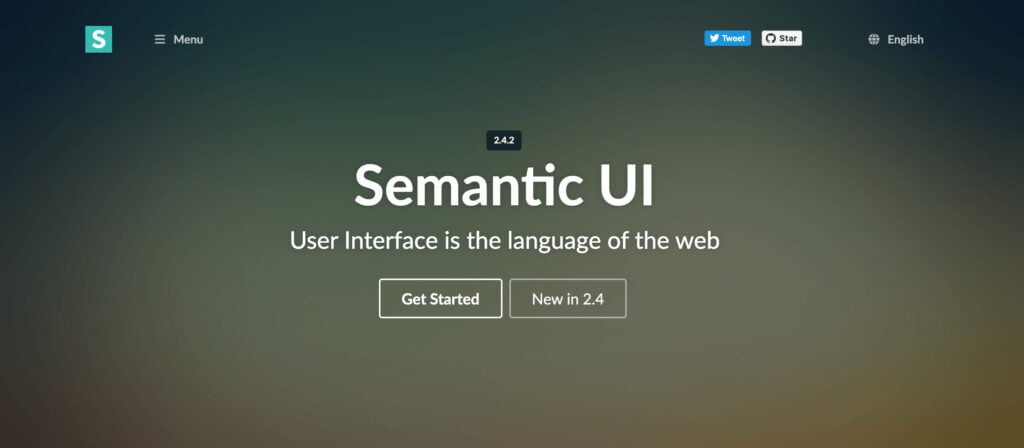 S
Menu
Tweet
Star
English
2.4.2
Semantic UI
User Interface is the language of the web
Get Started
New in 2.4